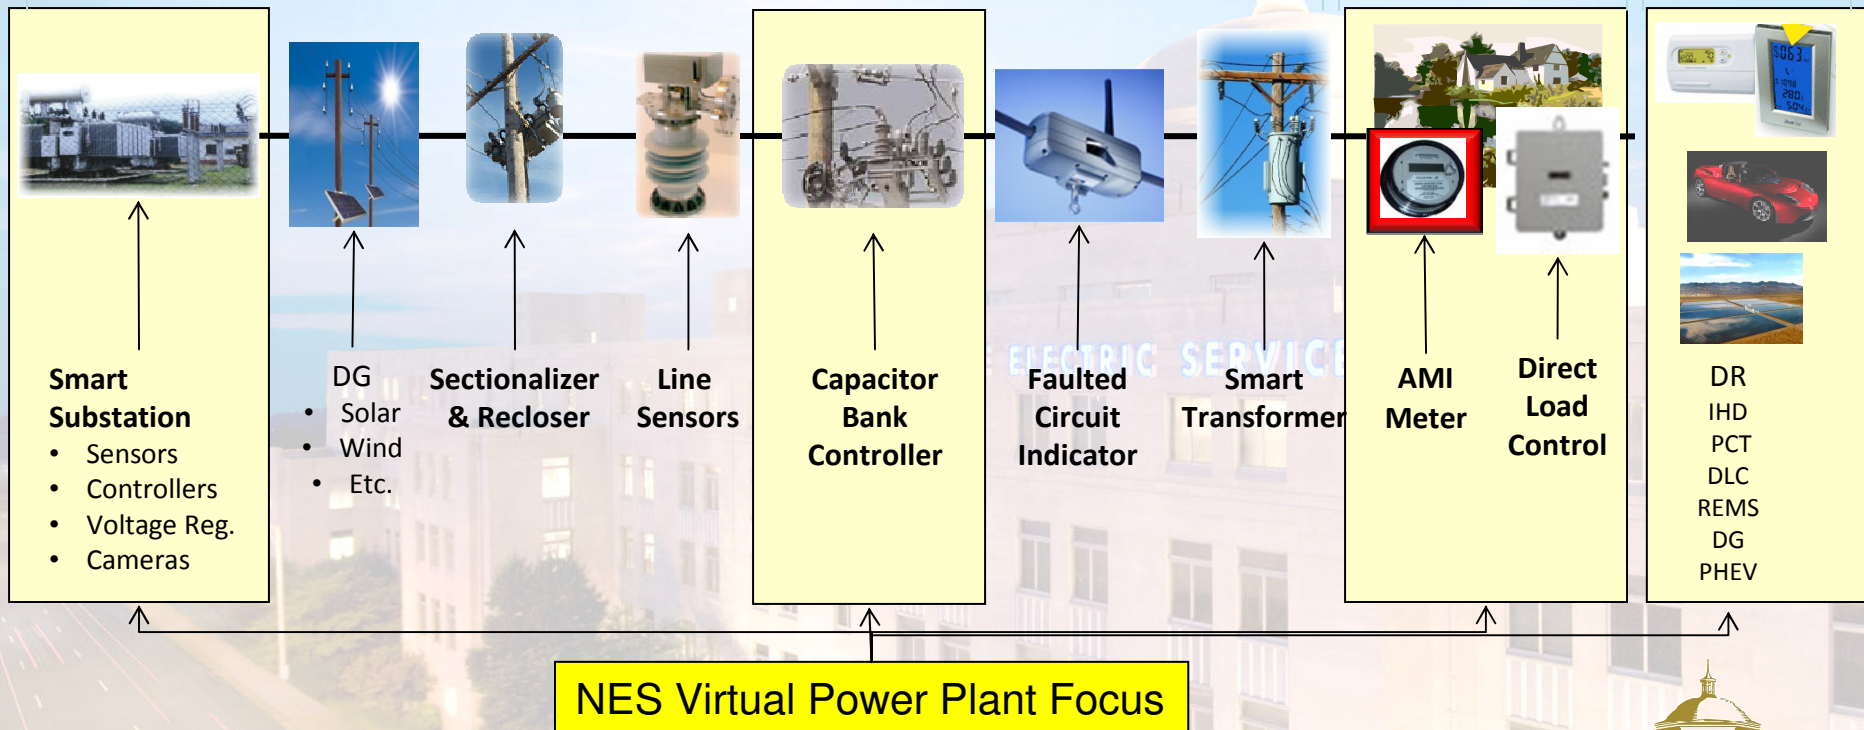 Smart
Substation
• Sensors
• Controllers
• Voltage Reg.
• Cameras
DG
• Solar
• Wind
• Etc.
Sectionalizer
& Recloser
Line
Sensors
Capacitor
Bank
Controller
Faulted
Circuit
Indicator
Smart
Transformer
AMI
Meter
Direct
Load
Control
DR
IHD
PCT
DLC
REMS
DG
PHEV
E ELECTRIC SERVICE
NES Virtual Power Plant Focus